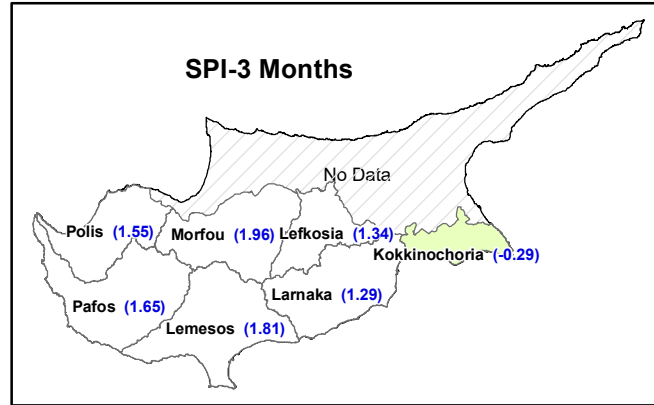 SPI-3 Months
No Data
Polis (1.55)
Morfou (1.96)
Lefkosia (1.34)
Kokkinochoria (-0.29)
Pafos (1.65)
Larnaka (1.29)
Lemesos (1.81)